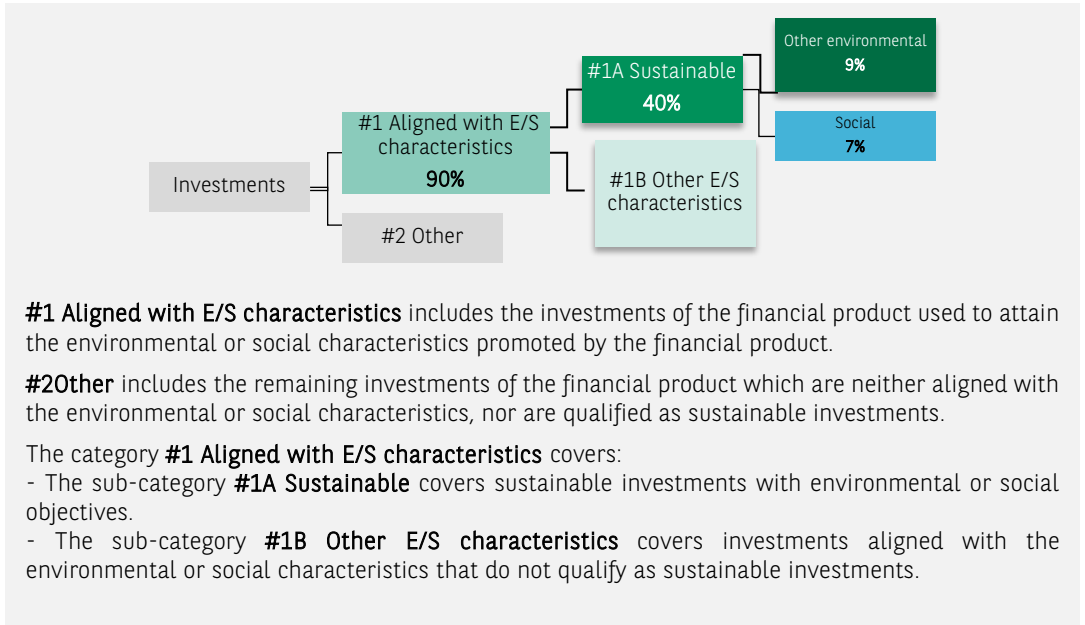 Other environmental
9%
#1A Sustainable
40%
Social
7%
#1 Aligned with E/S
characteristics
90%
Investments
#1B Other E/S
characteristics
#2 Other
#1 Aligned with E/S characteristics includes the investments of the financial product used to attain
the environmental or social characteristics promoted by the financial product.
#2Other includes the remaining investments of the financial product which are neither aligned with
the environmental or social characteristics, nor are qualified as sustainable investments.
The category #1 Aligned with E/S characteristics covers:
- The sub-category #1A Sustainable covers sustainable investments with environmental or social
objectives.
- The sub-category #1B Other E/S characteristics covers investments aligned with the
environmental or social characteristics that do not qualify as sustainable investments.